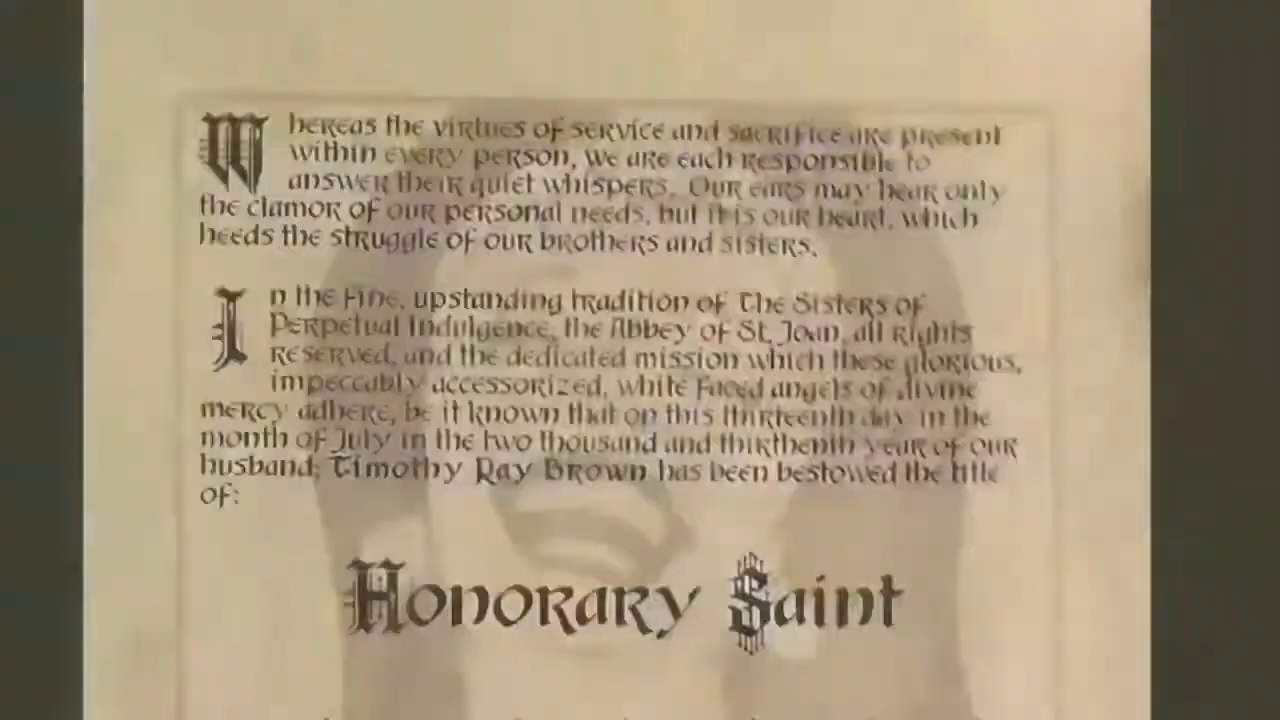 Whereas the virtues of service and sacrifice are present
within every person, we are each responsible to
answer their quiet whispers. Our ears may hear only
the clamor of our personal needs, but it is our heart, which
heeds the struggle of our brothers and sisters.
In the fine, upstanding tradition of The Sisters of
Perpetual Indulgence, the Abbey of St. Joan, all rights
reserved, and the dedicated mission which these glorious,
impeccably accessorized, white faced angels of divine
mercy adhere, be it known that on this thirteenth day in the
month of July in the two thousand and thirthenth year of our
husband; Timothy Ray Brown has been bestowed the title
of:
Honorary Saint